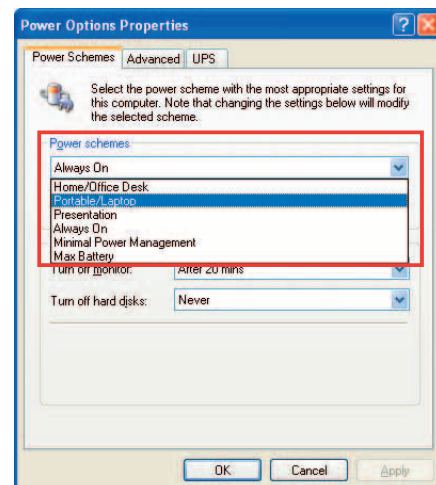 Power Options Properties
Power Schemes Advanced UPS
Select the power scheme with the most appropriate settings for
this computer. Note that changing the settings below will modify
the selected scheme.
Power schemes
Always On
Home/Office Desk
Portable/Laptop
Presentation
Always On
Minimal Power Management
Max Battery
Turn off monitor: After 20 mins
Turn off hard disks: Never
OK Cancel Apply